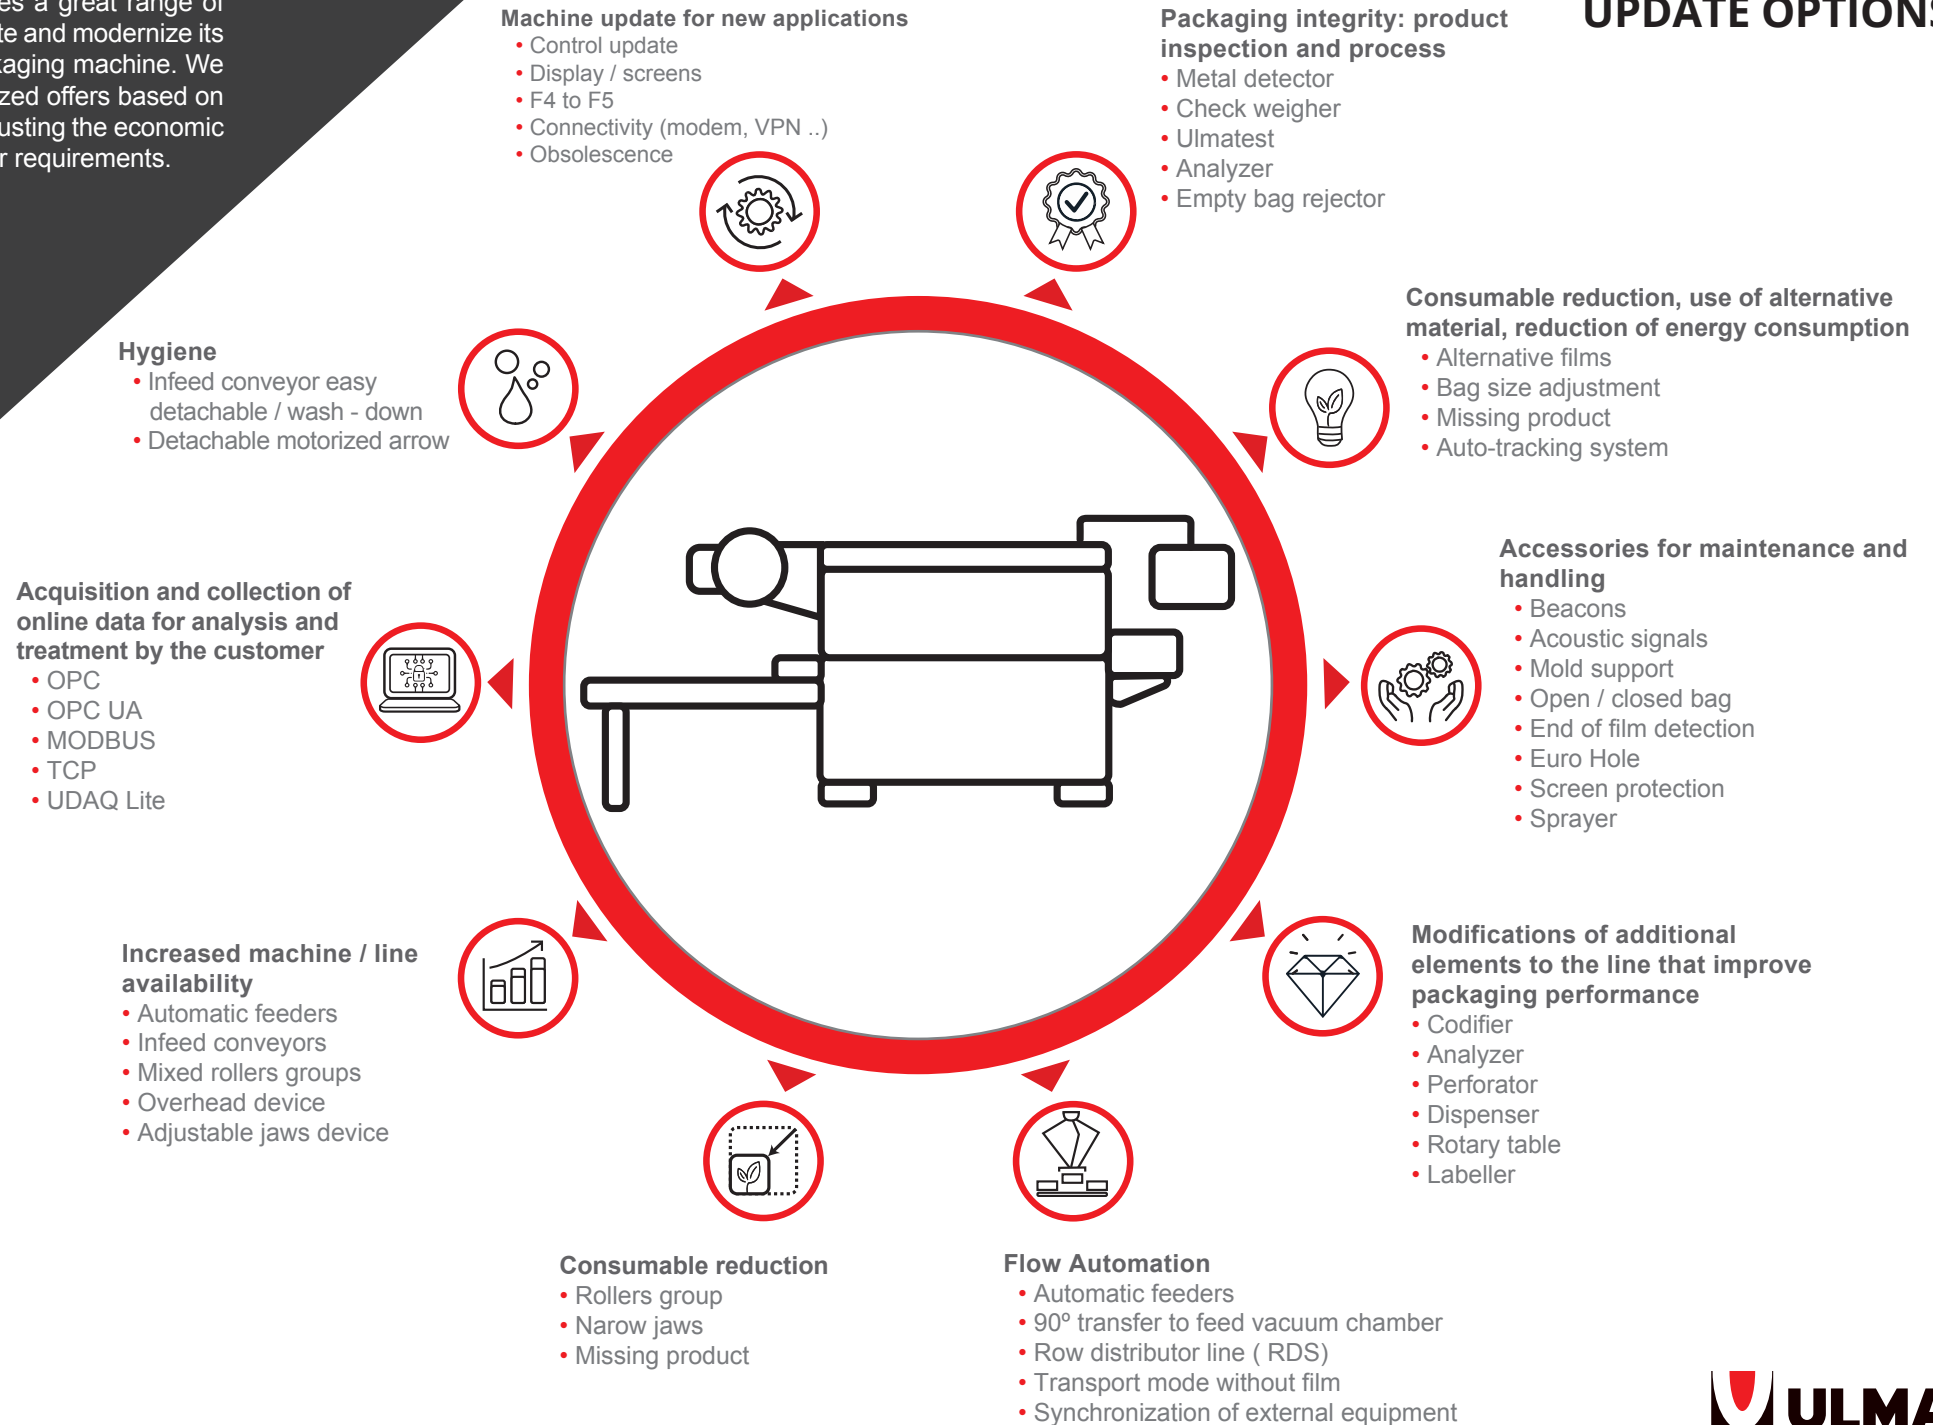 es a great range of
te and modernize its
kaging machine. We
zed offers based on
usting the economic
r requirements.
UPDATE OPTIONS
Machine update for new applications
• Control update
• Display / screens
• F4 to F5
• Connectivity (modem, VPN ..)
• Obsolescence
Packaging integrity: product
inspection and process
• Metal detector
• Check weigher
• Ulmatest
• Analyzer
• Empty bag rejector
Consumable reduction, use of alternative
material, reduction of energy consumption
• Alternative films
• Bag size adjustment
• Missing product
• Auto-tracking system
Hygiene
• Infeed conveyor easy
detachable / wash - down
• Detachable motorized arrow
Accessories for maintenance and
handling
• Beacons
• Acoustic signals
• Mold support
• Open / closed bag
• End of film detection
• Euro Hole
• Screen protection
• Sprayer
Acquisition and collection of
online data for analysis and
treatment by the customer
• OPC
• OPC UA
• MODBUS
• TCP
• UDAQ Lite
Modifications of additional
elements to the line that improve
packaging performance
• Codifier
• Analyzer
• Perforator
• Dispenser
• Rotary table
• Labeller
Increased machine / line
availability
• Automatic feeders
• Infeed conveyors
• Mixed rollers groups
• Overhead device
• Adjustable jaws device
Consumable reduction
• Rollers group
• Narow jaws
• Missing product
Flow Automation
• Automatic feeders
• 90º transfer to feed vacuum chamber
• Row distributor line ( RDS)
• Transport mode without film
• Synchronization of external equipment
ULMA